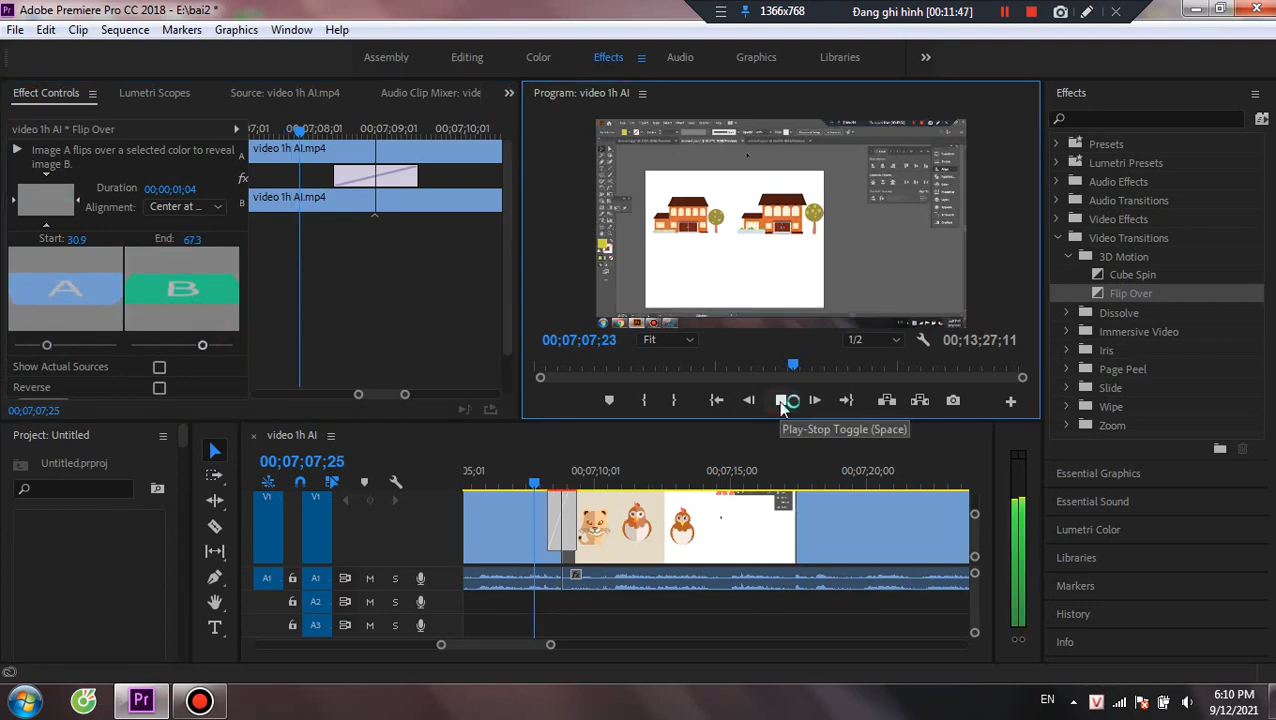 Adobe Premiere Pro CC 2018 - E:\bai2 *
1366x768
Đang ghi hình [00:11:47]
File Edit Clip Sequence Markers Graphics Window Help
Assembly Editing Color Effects Audio Graphics Libraries
Effect Controls
Lumetri Scopes
Source: video 1h AI.mp4
Audio Clip Mixer: vide
video 1h AI * Flip Over
image A flips over a selected color to reveal
image B.
Duration 00;00;01;04
Alignment: Center at ...
Start: 30.9
End: 67.3
A
B
Show Actual Sources
Reverse
00;07;07;25
;07;01 00;07;08;01 00;07;09;01 00;07;10;01
A
video 1h AI.mp4
fx
B
video 1h AI.mp4
Program: video 1h AI
00;07;07;23
Fit
1/2
00;13;27;11
Play-Stop Toggle (Space)
Effects
Presets
Lumetri Presets
Audio Effects
Audio Transitions
Video Effects
Video Transitions
3D Motion
Cube Spin
Flip Over
Dissolve
Immersive Video
Iris
Page Peel
Slide
Wipe
Zoom
Essential Graphics
Essential Sound
Lumetri Color
Libraries
Markers
History
Info
Project: Untitled
Untitled.prproj
video 1h AI
00;07;07;25
;05;01 00;07;10;01 00;07;15;00 00;07;20;00
V1 V1
A1 A1 M S
A2 M S
A3 M S
fx
EN
6:10 PM
9/12/2021